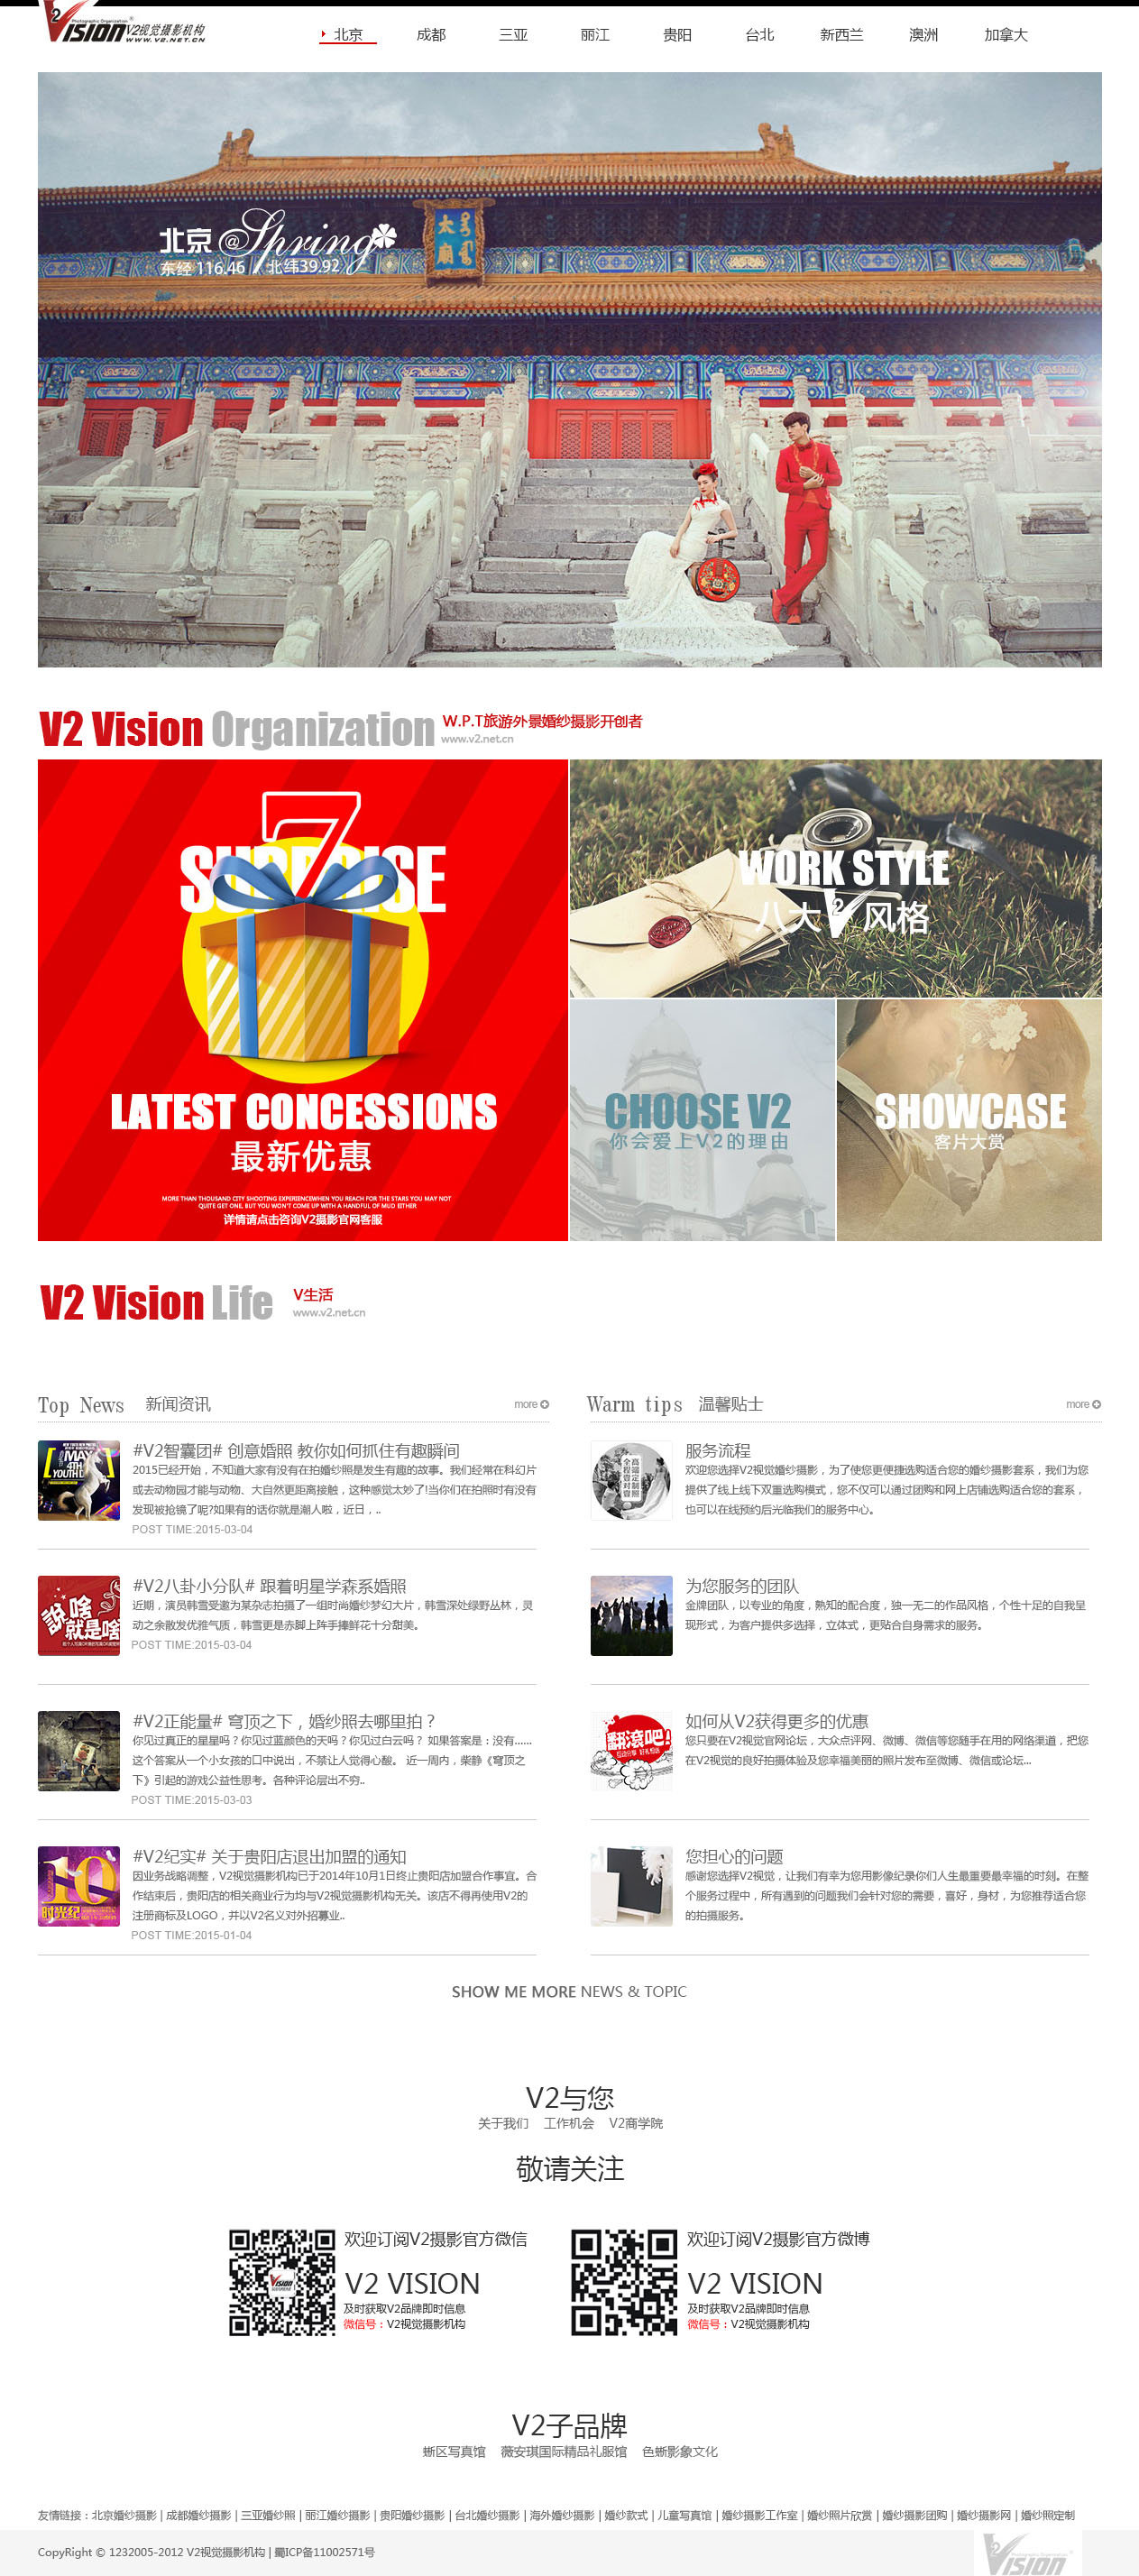 Vision
Photographic Organization
V2视觉摄影机构
WWW.V2.NET.CN
北京 成都 三亚 丽江 贵阳 台北 新西兰 澳洲 加拿大
太廟
北京@Shring
东经 116.46 / 北纬39.92
V2 Vision Organization
W.P.T旅游外景婚纱摄影开创者
www.v2.net.cn
7
SURPRISE
LATEST CONCESSIONS
最新优惠
MORE THAN THOUSAND CITY SHOOTING EXPERIENCEWHEN YOU REACH FOR THE STARS YOU MAY NOT
QUITE GET ONE, BUT YOU WON'T COME UP WITH A HANDFUL OF MUD EITHER
详情请点击咨询V2摄影官网客服
WORK STYLE
八大V2风格
CHOOSE V2
你会爱上V2的理由
SHOWCASE
客片大赏
V2 Vision Life
V生活
www.v2.net.cn
Top News 新闻资讯
more
MAY
4TH
YOUTH D
#V2智囊团# 创意婚照 教你如何抓住有趣瞬间
2015已经开始，不知道大家有没有在拍婚纱照是发生有趣的故事。我们经常在科幻片
或去动物园才能与动物、大自然更距离接触，这种感觉太妙了!当你们在拍照时有没有
发现被抢镜了呢?如果有的话你就是潮人啦，近日，..
POST TIME:2015-03-04
說啥
就是啥
#V2八卦小分队# 跟着明星学森系婚照
近期，演员韩雪受邀为某杂志拍摄了一组时尚婚纱梦幻大片，韩雪深处绿野丛林，灵
动之余散发优雅气质，韩雪更是赤脚上阵手捧鲜花十分甜美。
POST TIME:2015-03-04
#V2正能量# 穹顶之下，婚纱照去哪里拍？
你见过真正的星星吗？你见过蓝颜色的天吗？你见过白云吗？ 如果答案是：没有......
这个答案从一个小女孩的口中说出，不禁让人觉得心酸。 近一周内，柴静《穹顶之
下》引起的游戏公益性思考。各种评论层出不穷..
POST TIME:2015-03-03
10
时光纪
#V2纪实# 关于贵阳店退出加盟的通知
因业务战略调整，V2视觉摄影机构已于2014年10月1日终止贵阳店加盟合作事宜。合
作结束后，贵阳店的相关商业行为均与V2视觉摄影机构无关。该店不得再使用V2的
注册商标及LOGO，并以V2名义对外招募业..
POST TIME:2015-01-04
Warm tips 温馨贴士
more
服务流程
欢迎您选择V2视觉婚纱摄影，为了使您更便捷选购适合您的婚纱摄影套系，我们为您
提供了线上线下双重选购模式，您不仅可以通过团购和网上店铺选购适合您的套系，
也可以在线预约后光临我们的服务中心。
为您服务的团队
金牌团队，以专业的角度，熟知的配合度，独一无二的作品风格，个性十足的自我呈
现形式，为客户提供多选择，立体式，更贴合自身需求的服务。
翻滚吧!
如何从V2获得更多的优惠
您只要在V2视觉官网论坛，大众点评网、微博、微信等您随手在用的网络渠道，把您
在V2视觉的良好拍摄体验及您幸福美丽的照片发布至微博、微信或论坛...
您担心的问题
感谢您选择V2视觉，让我们有幸为您用影像纪录你们人生最重要最幸福的时刻。在整
个服务过程中，所有遇到的问题我们会针对您的需要，喜好，身材，为您推荐适合您
的拍摄服务。
SHOW ME MORE NEWS & TOPIC
V2与您
关于我们 工作机会 V2商学院
敬请关注
Vision
欢迎订阅V2摄影官方微信
V2 VISION
及时获取V2品牌即时信息
微信号：V2视觉摄影机构
欢迎订阅V2摄影官方微博
V2 VISION
及时获取V2品牌即时信息
微信号：V2视觉摄影机构
V2子品牌
蜥区写真馆 薇安琪国际精品礼服馆 色蜥影象文化
友情链接：北京婚纱摄影 | 成都婚纱摄影 | 三亚婚纱照 | 丽江婚纱摄影 | 贵阳婚纱摄影 | 台北婚纱摄影 | 海外婚纱摄影 | 婚纱款式 | 儿童写真馆 | 婚纱摄影工作室 | 婚纱照片欣赏 | 婚纱摄影团购 | 婚纱摄影网 | 婚纱照定制
CopyRight © 1232005-2012 V2视觉摄影机构 | 蜀ICP备11002571号
Vision